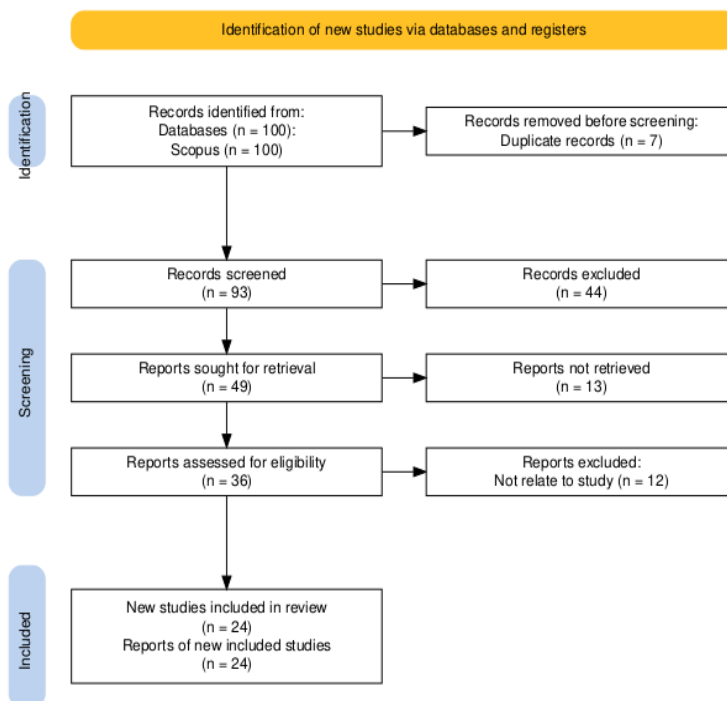 Identification of new studies via databases and registers
Identification
Records identified from:
Databases (n = 100):
Scopus (n = 100)
Records removed before screening:
Duplicate records (n = 7)
Screening
Records screened
(n = 93)
Records excluded
(n = 44)
Reports sought for retrieval
(n = 49)
Reports not retrieved
(n = 13)
Reports assessed for eligibility
(n = 36)
Reports excluded:
Not relate to study (n = 12)
Included
New studies included in review
(n = 24)
Reports of new included studies
(n = 24)